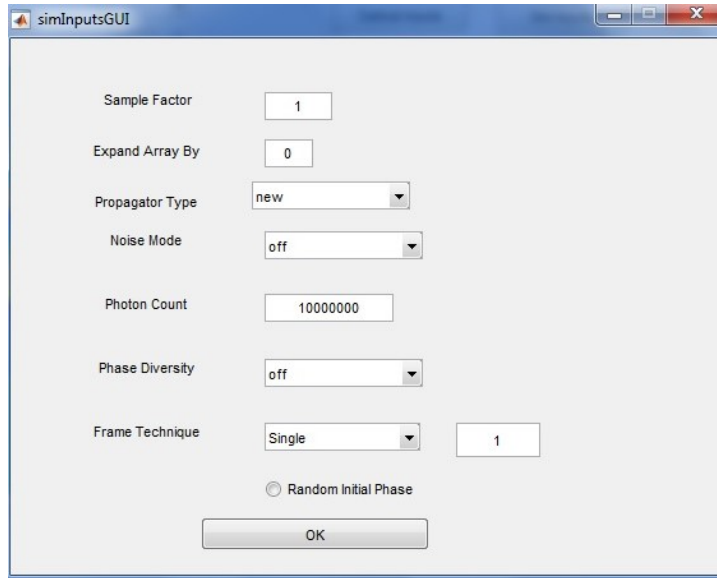 simInputsGUI
Sample Factor 1
Expand Array By 0
Propagator Type new
Noise Mode off
Photon Count 10000000
Phase Diversity off
Frame Technique Single 1
Random Initial Phase
OK